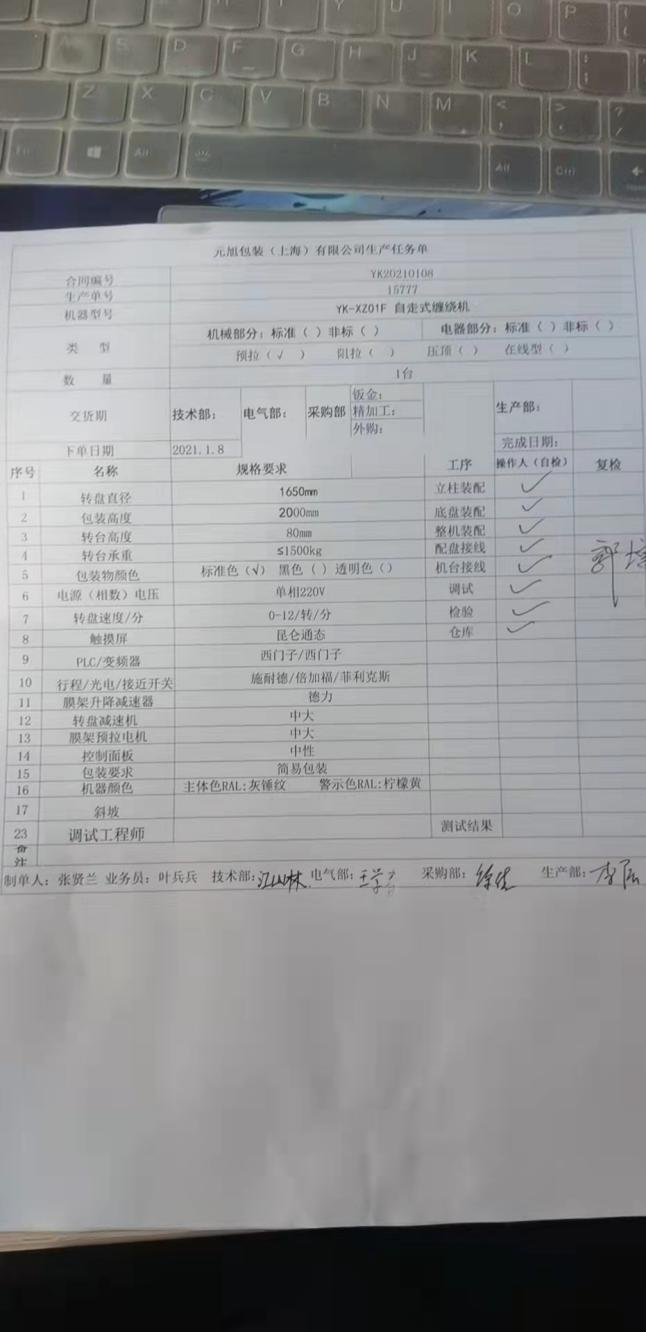 Y U I O P
A S D F G H J K L
Z X C V B N M
Fn Alt Alt Ctrl
元旭包装（上海）有限公司生产任务单
合同编号 YK20210108
生产单号 15777
机器型号 YK-XZ01F 自走式缠绕机
类 型 机械部分：标准（ ）非标（ ） 电器部分：标准（ ）非标（ ）
预拉（√ ） 阻拉（ ） 压顶（ ） 在线型（ ）
数 量 1台
交货期 技术部： 电气部： 采购部 钣金： 生产部：
精加工：
外购：
下单日期 2021.1.8 完成日期：
序号 名称 规格要求 工序 操作人（自检） 复检
1 转盘直径 1650mm 立柱装配 ✓
2 包装高度 2000mm 底盘装配 ✓
3 转台高度 80mm 整机装配 ✓
4 转台承重 ≤1500kg 配盘接线 ✓
5 包装物颜色 标准色（√） 黑色（ ）透明色（） 机台接线 ✓
6 电源（相数）电压 单相220V 调试 ✓
7 转盘速度/分 0-12/转/分 检验 ✓
8 触摸屏 昆仑通态 仓库 ✓
9 PLC/变频器 西门子/西门子
10 行程/光电/接近开关 施耐德/倍加福/菲利克斯
11 膜架升降减速器 德力
12 转盘减速机 中大
13 膜架预拉电机 中大
14 控制面板 中性
15 包装要求 简易包装
16 机器颜色 主体色RAL:灰锤纹 警示色RAL:柠檬黄
17 斜坡
23 调试工程师 测试结果
备注
制单人：张贤兰 业务员：叶兵兵 技术部：江山林 电气部： 采购部： 生产部：